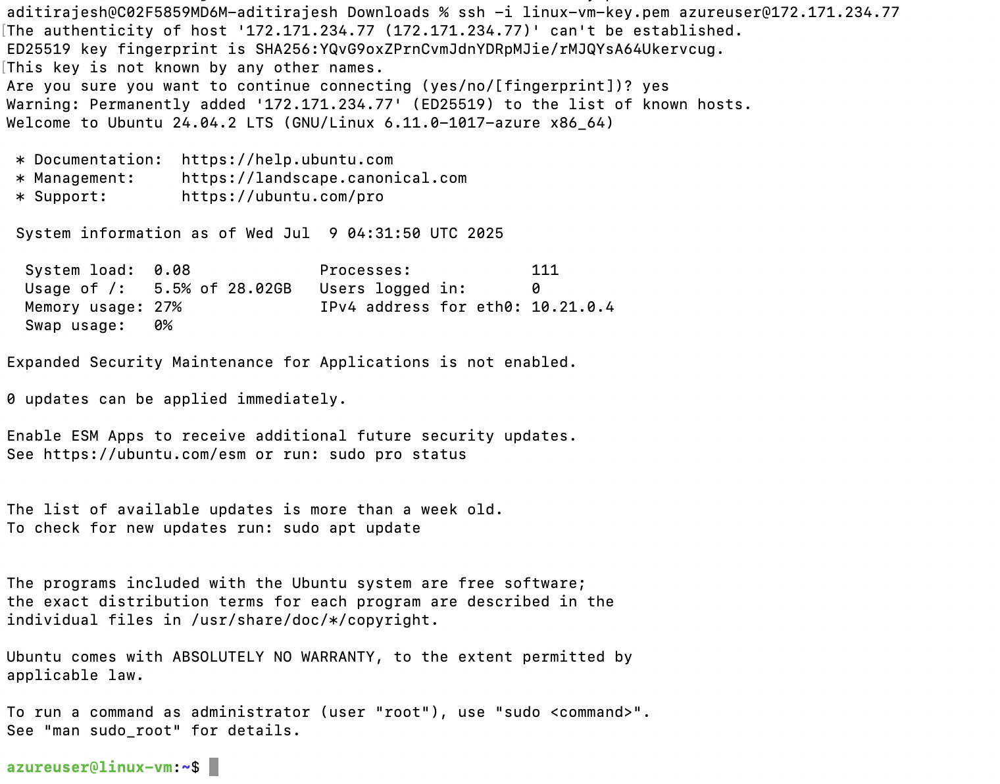 aditirajesh@C02F5859MD6M-aditirajesh Downloads % ssh -i linux-vm-key.pem azureuser@172.171.234.77
[The authenticity of host '172.171.234.77 (172.171.234.77)' can't be established.
ED25519 key fingerprint is SHA256:YQvG9oxZPrnCvmJdnYDRpMJie/rMJQYsA64Ukervcug.
[This key is not known by any other names.
Are you sure you want to continue connecting (yes/no/[fingerprint])? yes
Warning: Permanently added '172.171.234.77' (ED25519) to the list of known hosts.
Welcome to Ubuntu 24.04.2 LTS (GNU/Linux 6.11.0-1017-azure x86_64)

 * Documentation:  https://help.ubuntu.com
 * Management:     https://landscape.canonical.com
 * Support:        https://ubuntu.com/pro

 System information as of Wed Jul  9 04:31:50 UTC 2025

  System load:  0.08              Processes:             111
  Usage of /:   5.5% of 28.02GB   Users logged in:       0
  Memory usage: 27%               IPv4 address for eth0: 10.21.0.4
  Swap usage:   0%

Expanded Security Maintenance for Applications is not enabled.

0 updates can be applied immediately.

Enable ESM Apps to receive additional future security updates.
See https://ubuntu.com/esm or run: sudo pro status


The list of available updates is more than a week old.
To check for new updates run: sudo apt update


The programs included with the Ubuntu system are free software;
the exact distribution terms for each program are described in the
individual files in /usr/share/doc/*/copyright.

Ubuntu comes with ABSOLUTELY NO WARRANTY, to the extent permitted by
applicable law.

To run a command as administrator (user "root"), use "sudo <command>".
See "man sudo_root" for details.

azureuser@linux-vm:~$